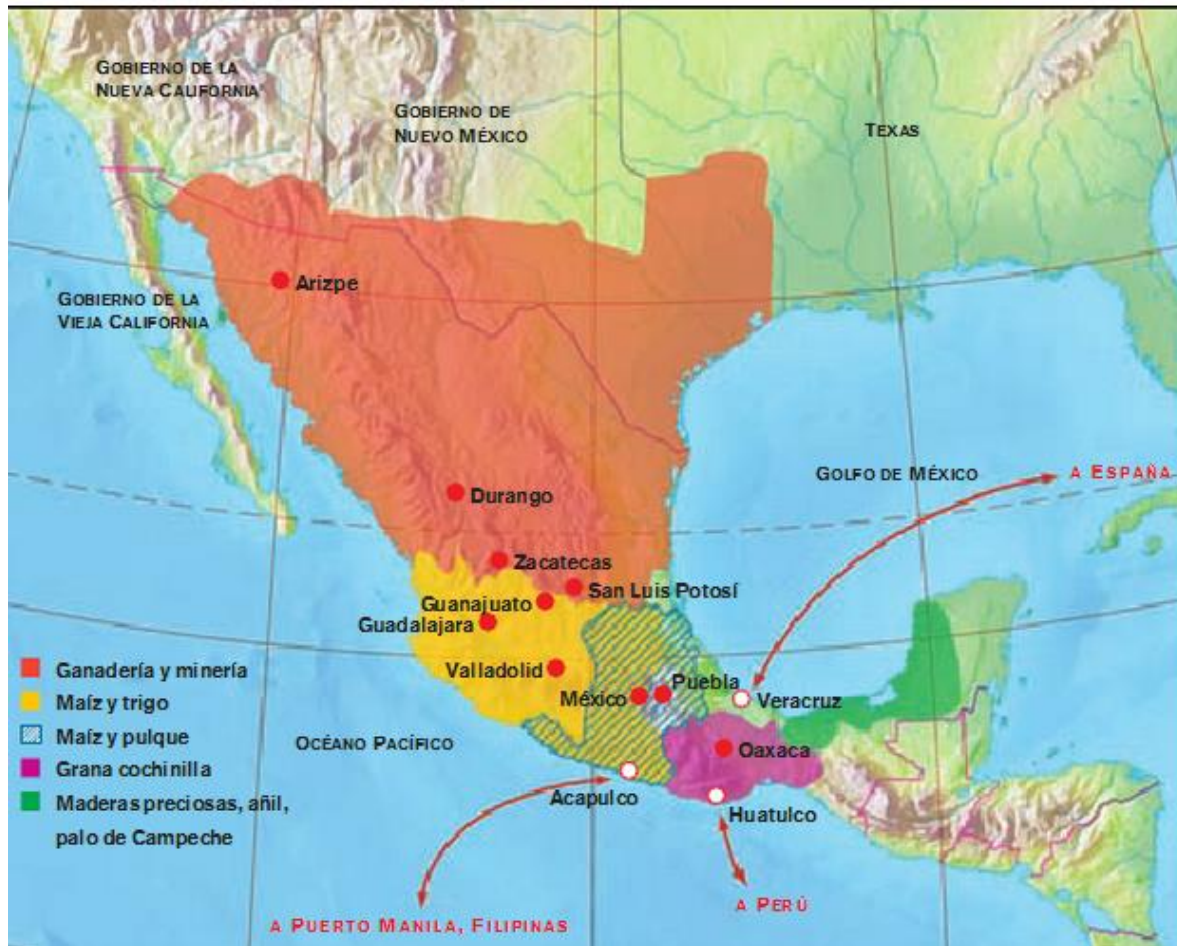 GOBIERNO DE LA
NUEVA CALIFORNIA
GOBIERNO DE
NUEVO MÉXICO
TEXAS
Arizpe
GOBIERNO DE LA
VIEJA CALIFORNIA
GOLFO DE MÉXICO
A ESPAÑA
Durango
Zacatecas
San Luis Potosí
Guanajuato
Guadalajara
Valladolid
México
Puebla
Veracruz
Oaxaca
OCÉANO PACÍFICO
Acapulco
Huatulco
A PERÚ
A PUERTO MANILA, FILIPINAS
Ganadería y minería
Maíz y trigo
Maíz y pulque
Grana cochinilla
Maderas preciosas, añil,
palo de Campeche